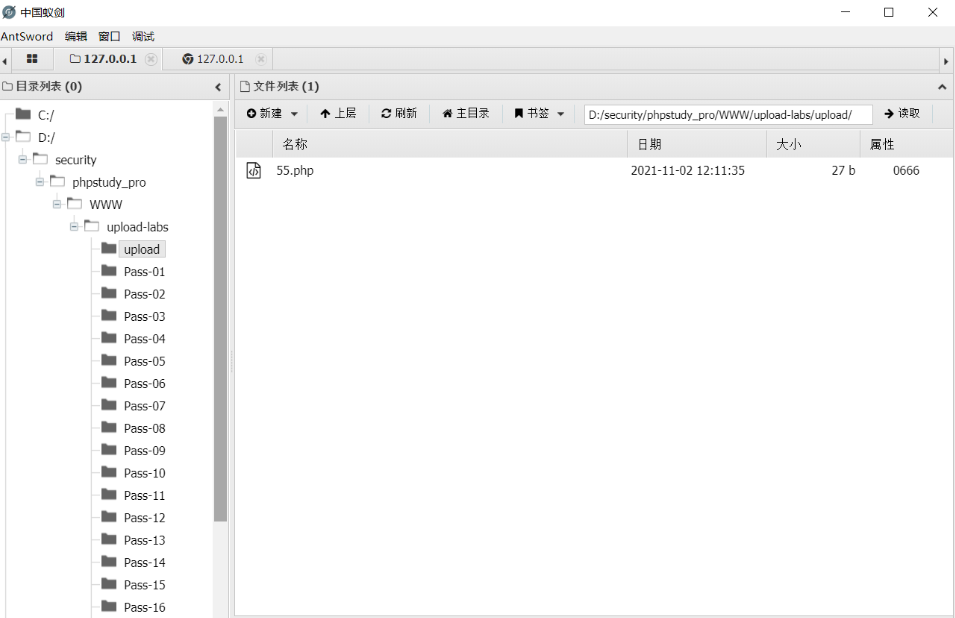 中国蚁剑
AntSword 编辑 窗口 调试
127.0.0.1 127.0.0.1
目录列表 (0)
文件列表 (1)
新建 上层 刷新 主目录 书签 D:/security/phpstudy_pro/WWW/upload-labs/upload/ 读取
名称 日期 大小 属性
55.php 2021-11-02 12:11:35 27 b 0666
C:/
D:/
security
phpstudy_pro
WWW
upload-labs
upload
Pass-01
Pass-02
Pass-03
Pass-04
Pass-05
Pass-06
Pass-07
Pass-08
Pass-09
Pass-10
Pass-11
Pass-12
Pass-13
Pass-14
Pass-15
Pass-16